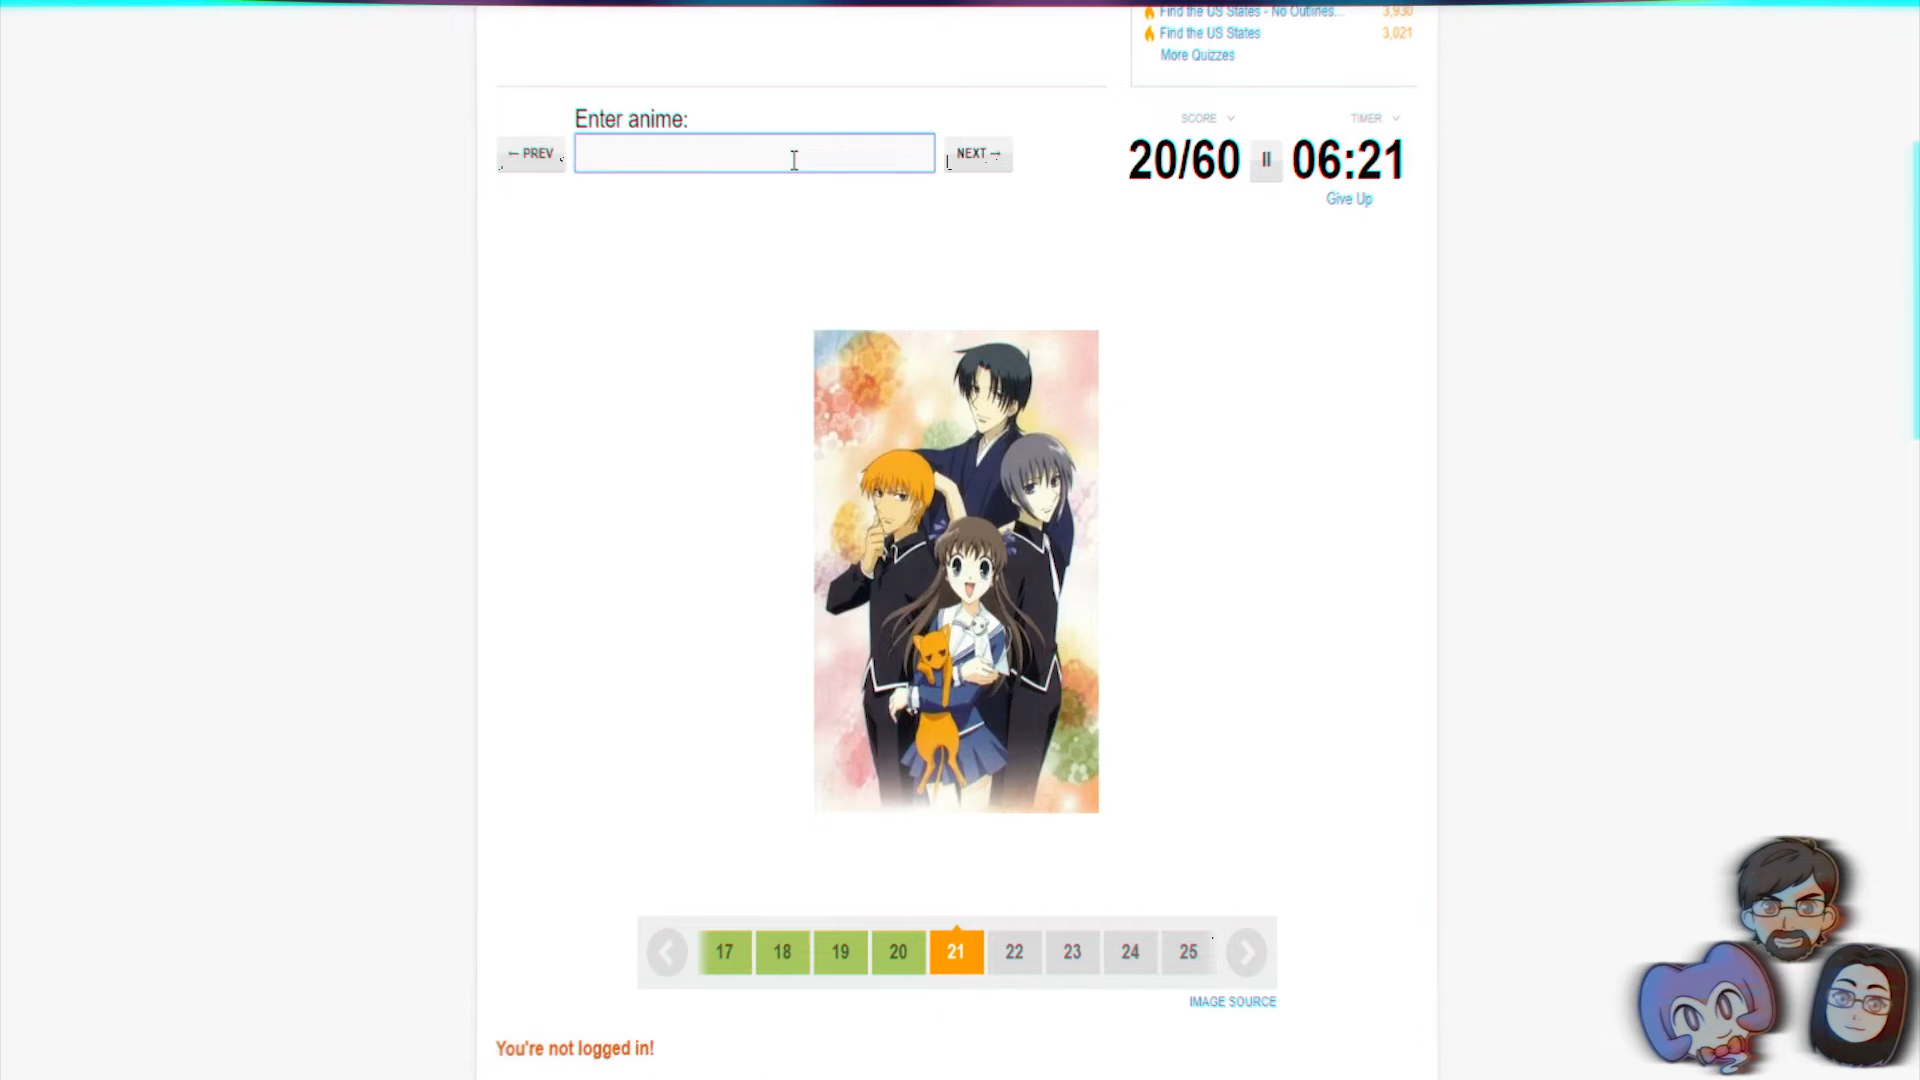 Find the US States - No Outlines... 3,930
Find the US States 3,021
More Quizzes
Enter anime:
← PREV
NEXT →
SCORE
TIMER
20/60
06:21
Give Up
17 18 19 20 21 22 23 24 25
IMAGE SOURCE
You're not logged in!